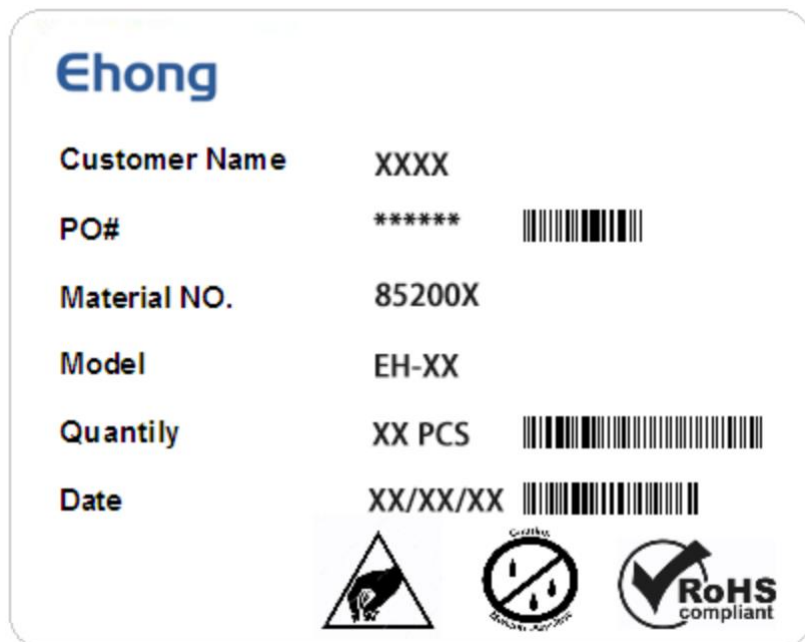 Ehong
Customer Name XXXX
PO# ******
Material NO. 85200X
Model EH-XX
Quantily XX PCS
Date XX/XX/XX
Caution
RoHS
compliant